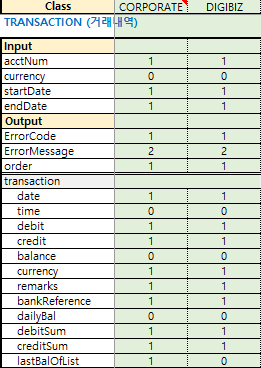 Class CORPORATE DIGIBIZ
TRANSACTION (거래내역)
Input
acctNum 1 1
currency 0 0
startDate 1 1
endDate 1 1
Output
ErrorCode 1 1
ErrorMessage 2 2
order 1 1
transaction
date 1 1
time 0 0
debit 1 1
credit 1 1
balance 0 0
currency 1 1
remarks 1 1
bankReference 1 1
dailyBal 0 0
debitSum 1 1
creditSum 1 1
lastBalOfList 1 0